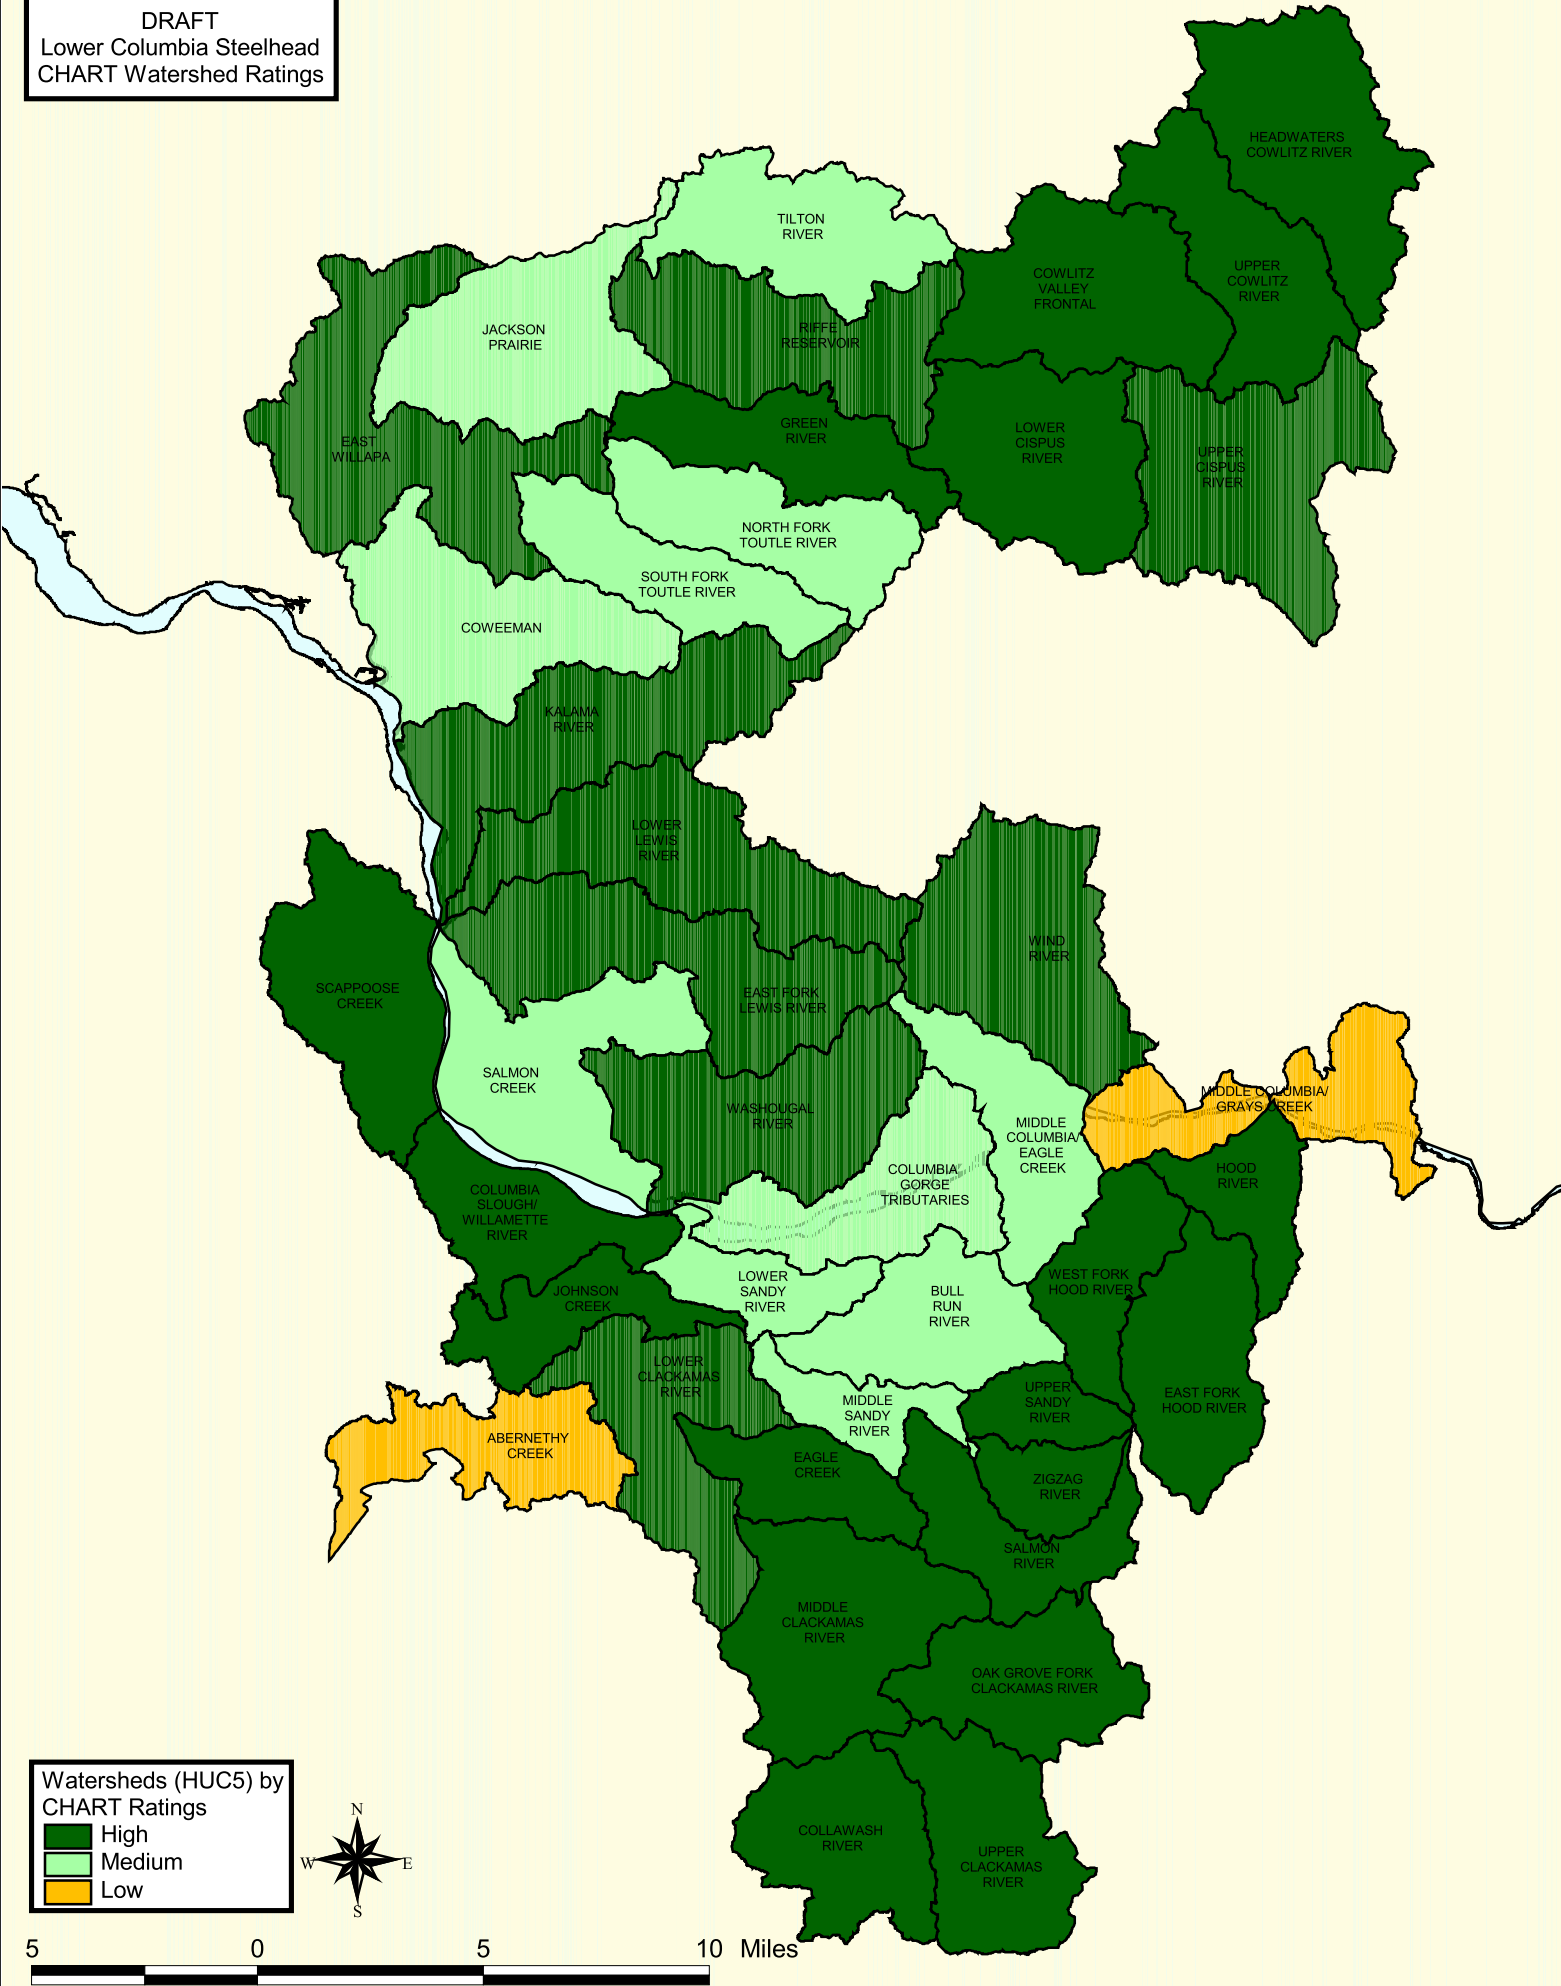 DRAFT
Lower Columbia Steelhead
CHART Watershed Ratings
HEADWATERS
COWLITZ RIVER
TILTON
RIVER
UPPER
COWLITZ
RIVER
COWLITZ
VALLEY
FRONTAL
JACKSON
PRAIRIE
RIFFE
RESERVOIR
GREEN
RIVER
LOWER
CISPUS
RIVER
EAST
WILLAPA
UPPER
CISPUS
RIVER
NORTH FORK
TOUTLE RIVER
SOUTH FORK
TOUTLE RIVER
COWEEMAN
KALAMA
RIVER
LOWER
LEWIS
RIVER
WIND
RIVER
SCAPPOOSE
CREEK
EAST FORK
LEWIS RIVER
SALMON
CREEK
MIDDLE COLUMBIA/
GRAYS CREEK
WASHOUGAL
RIVER
MIDDLE
COLUMBIA/
EAGLE
CREEK
COLUMBIA
GORGE
TRIBUTARIES
HOOD
RIVER
COLUMBIA
SLOUGH/
WILLAMETTE
RIVER
WEST FORK
HOOD RIVER
LOWER
SANDY
RIVER
BULL
RUN
RIVER
JOHNSON
CREEK
LOWER
CLACKAMAS
RIVER
UPPER
SANDY
RIVER
EAST FORK
HOOD RIVER
MIDDLE
SANDY
RIVER
ABERNETHY
CREEK
EAGLE
CREEK
ZIGZAG
RIVER
SALMON
RIVER
MIDDLE
CLACKAMAS
RIVER
OAK GROVE FORK
CLACKAMAS RIVER
COLLAWASH
RIVER
UPPER
CLACKAMAS
RIVER
Watersheds (HUC5) by
CHART Ratings
High
Medium
Low
N
W E
S
5 0 5 10 Miles